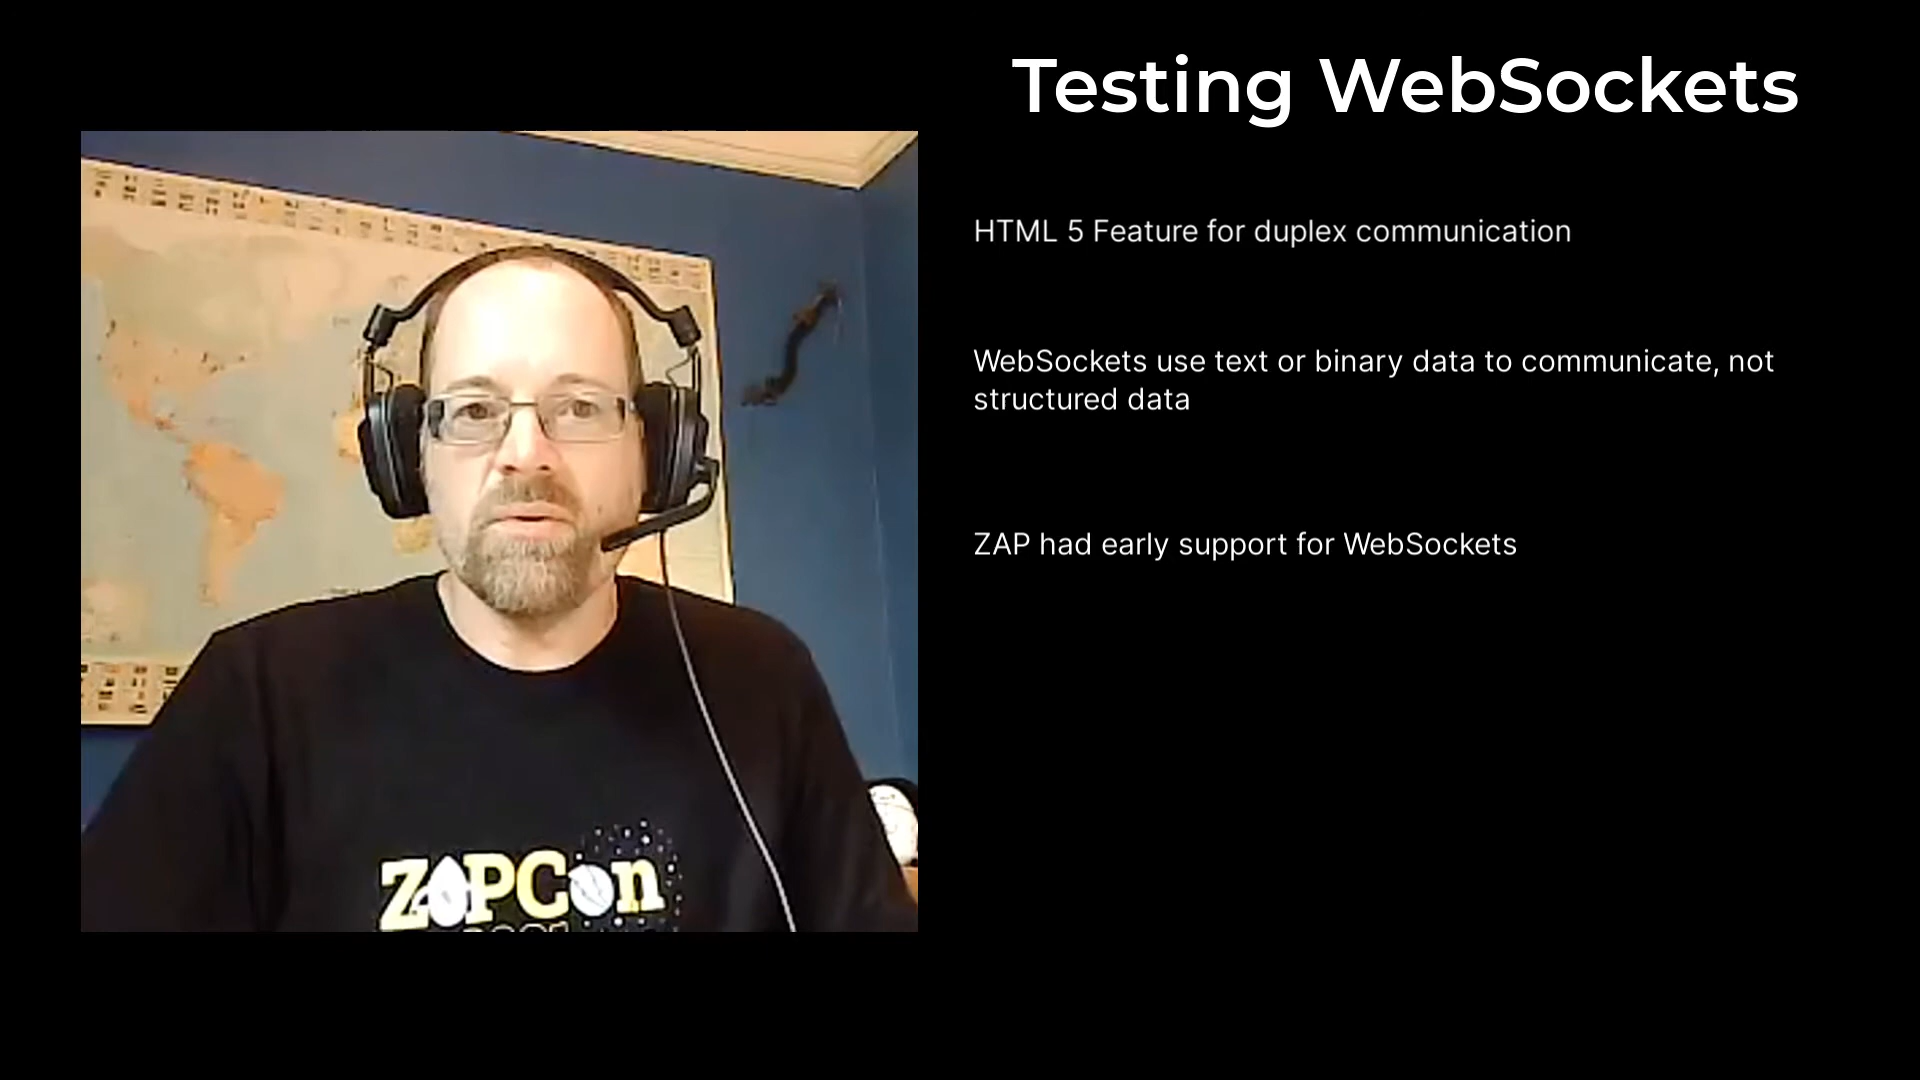 Testing WebSockets
HTML 5 Feature for duplex communication
WebSockets use text or binary data to communicate, not
structured data
ZAP had early support for WebSockets
ZAPCon